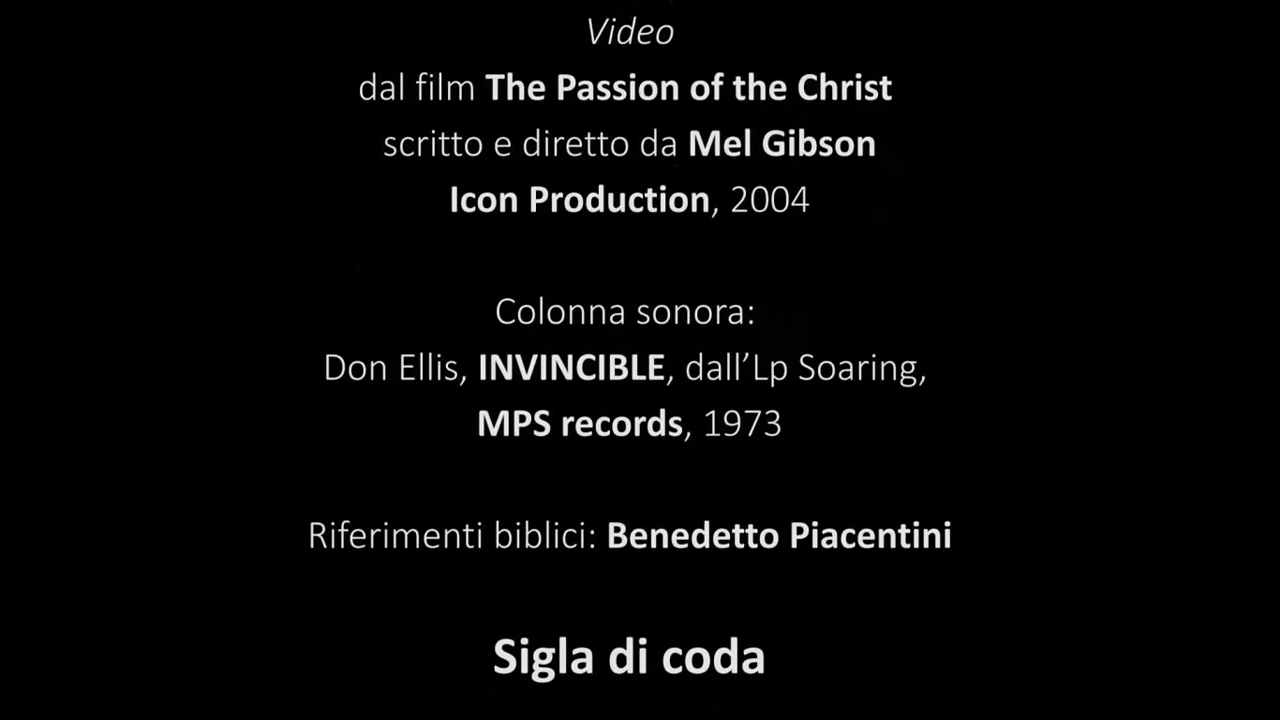 Video
dal film The Passion of the Christ
scritto e diretto da Mel Gibson
Icon Production, 2004
Colonna sonora:
Don Ellis, INVINCIBLE, dall’Lp Soaring,
MPS records, 1973
Riferimenti biblici: Benedetto Piacentini
Sigla di coda